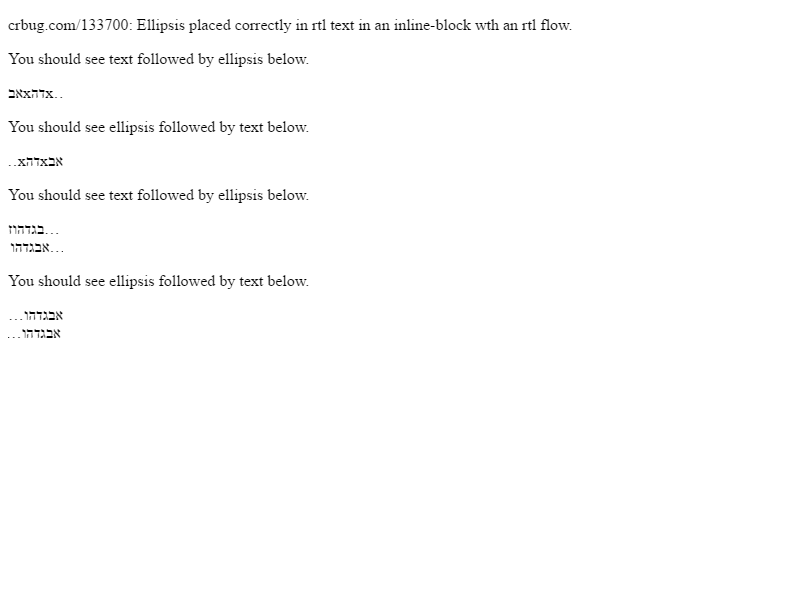 crbug.com/133700: Ellipsis placed correctly in rtl text in an inline-block wth an rtl flow.
You should see text followed by ellipsis below.
אבxדהx..
You should see ellipsis followed by text below.
אבxדהx..
You should see text followed by ellipsis below.
בגדהוז…
אבגדהו…
You should see ellipsis followed by text below.
אבגדהו…
אבגדהו…